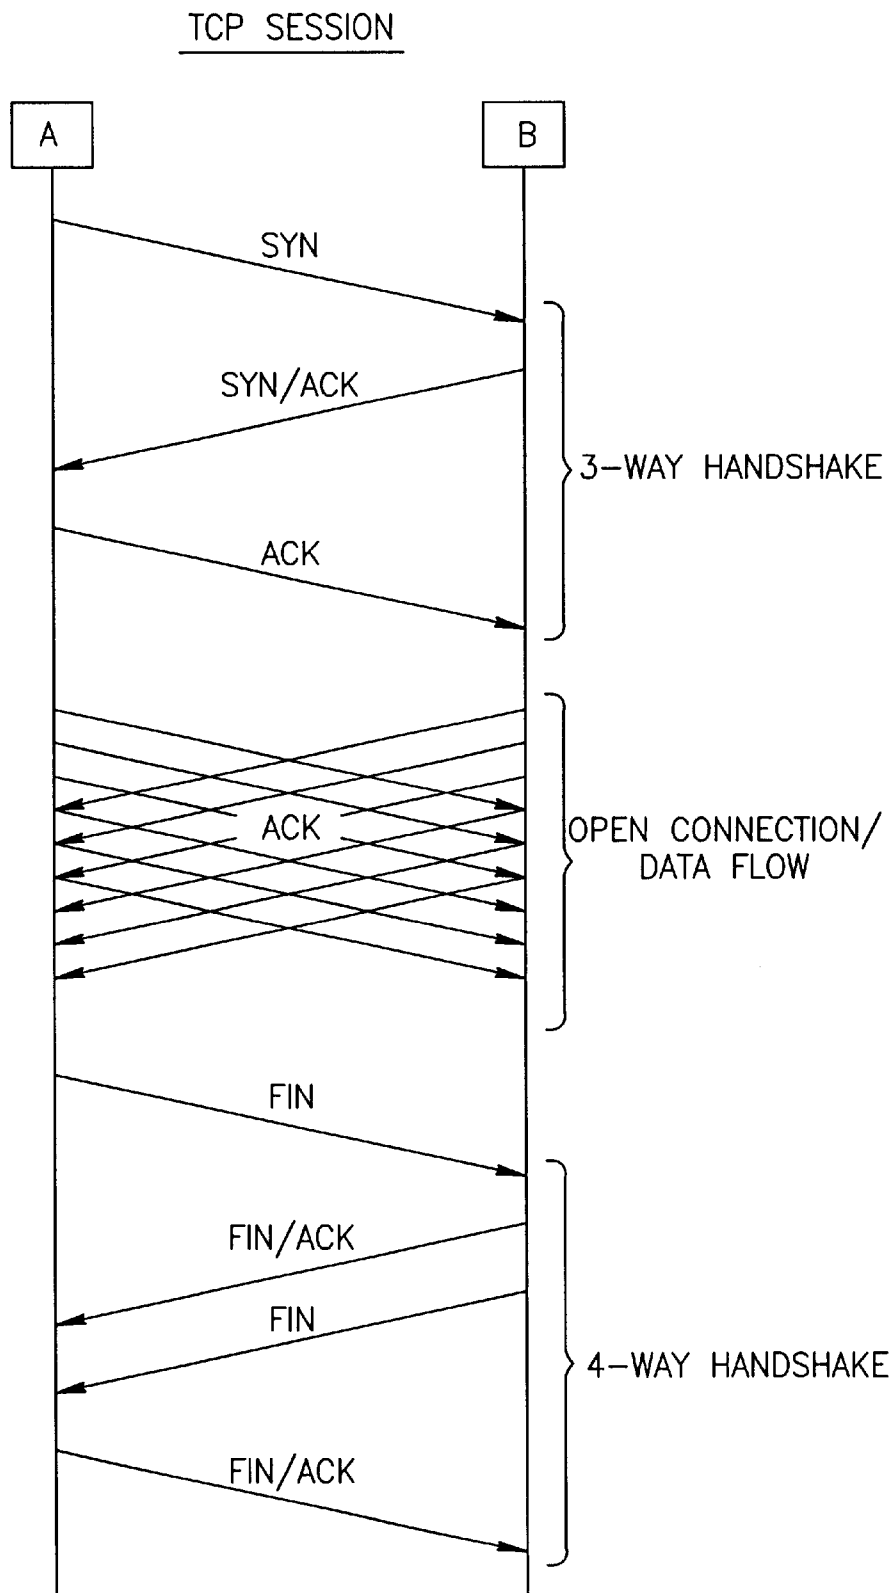 TCP SESSION
A
B
SYN
SYN/ACK
3-WAY HANDSHAKE
ACK
ACK
OPEN CONNECTION/
DATA FLOW
FIN
FIN/ACK
FIN
4-WAY HANDSHAKE
FIN/ACK